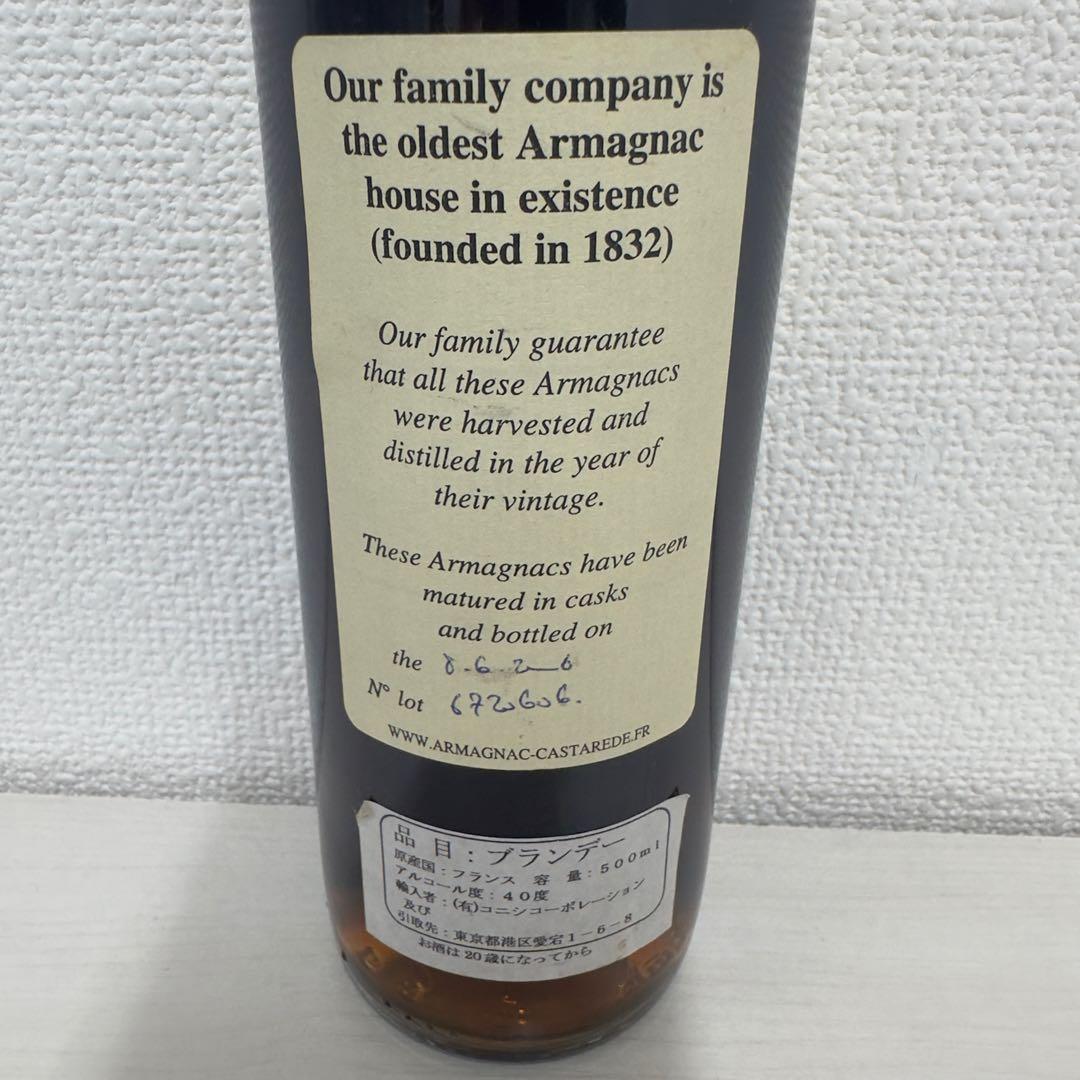 Our family company is
the oldest Armagnac
house in existence
(founded in 1832)
Our family guarantee
that all these Armagnacs
were harvested and
distilled in the year of
their vintage.
These Armagnacs have been
matured in casks
and bottled on
the
N° lot 672606.
WWW.ARMAGNAC-CASTAREDE.FR
品 目：ブランデー
原産国：フランス 容 量：500ml
アルコール度：40度
輸入者：(有)コニシコーポレーション
及び
引取先：東京都港区愛宕1-6-8
お酒は20歳になってから